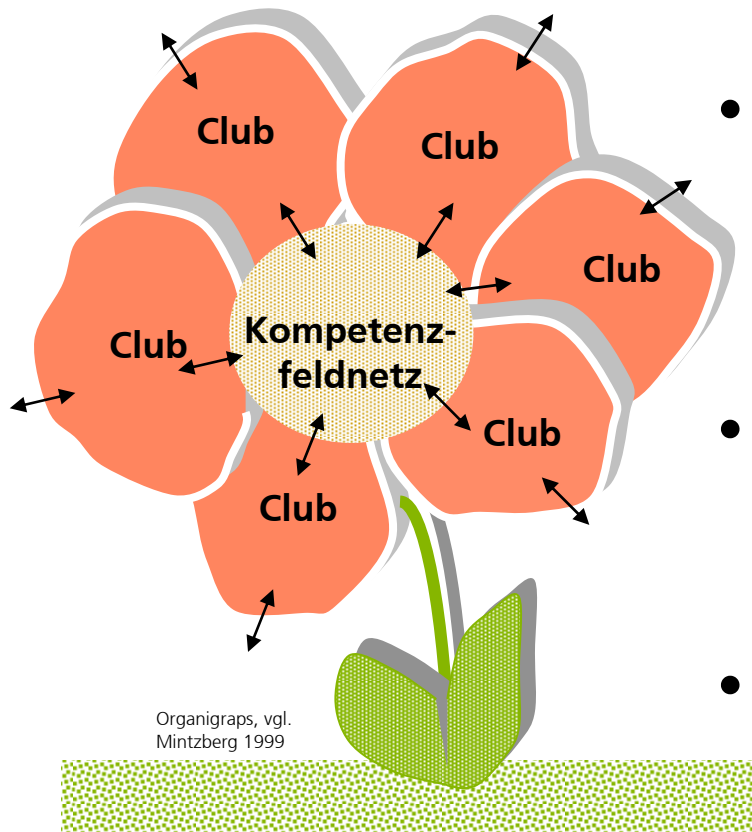 Club
Club
Club
Club
Kompetenz-
feldnetz
Club
Club
Organigraps, vgl.
Mintzberg 1999